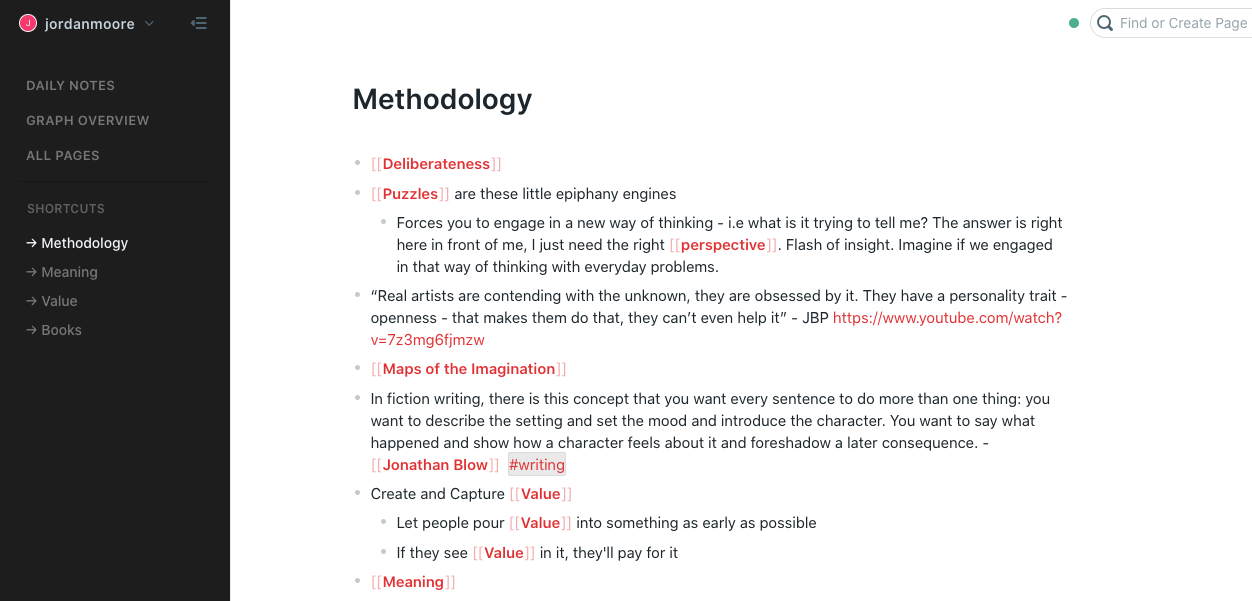 J jordanmoore
Find or Create Page
DAILY NOTES
GRAPH OVERVIEW
ALL PAGES
SHORTCUTS
→ Methodology
→ Meaning
→ Value
→ Books
Methodology
• [[Deliberateness]]
• [[Puzzles]] are these little epiphany engines
• Forces you to engage in a new way of thinking - i.e what is it trying to tell me? The answer is right
here in front of me, I just need the right [[perspective]]. Flash of insight. Imagine if we engaged
in that way of thinking with everyday problems.
• “Real artists are contending with the unknown, they are obsessed by it. They have a personality trait -
openness - that makes them do that, they can’t even help it” - JBP https://www.youtube.com/watch?
v=7z3mg6fjmzw
• [[Maps of the Imagination]]
• In fiction writing, there is this concept that you want every sentence to do more than one thing: you
want to describe the setting and set the mood and introduce the character. You want to say what
happened and show how a character feels about it and foreshadow a later consequence. -
[[Jonathan Blow]] #writing
• Create and Capture [[Value]]
• Let people pour [[Value]] into something as early as possible
• If they see [[Value]] in it, they'll pay for it
• [[Meaning]]